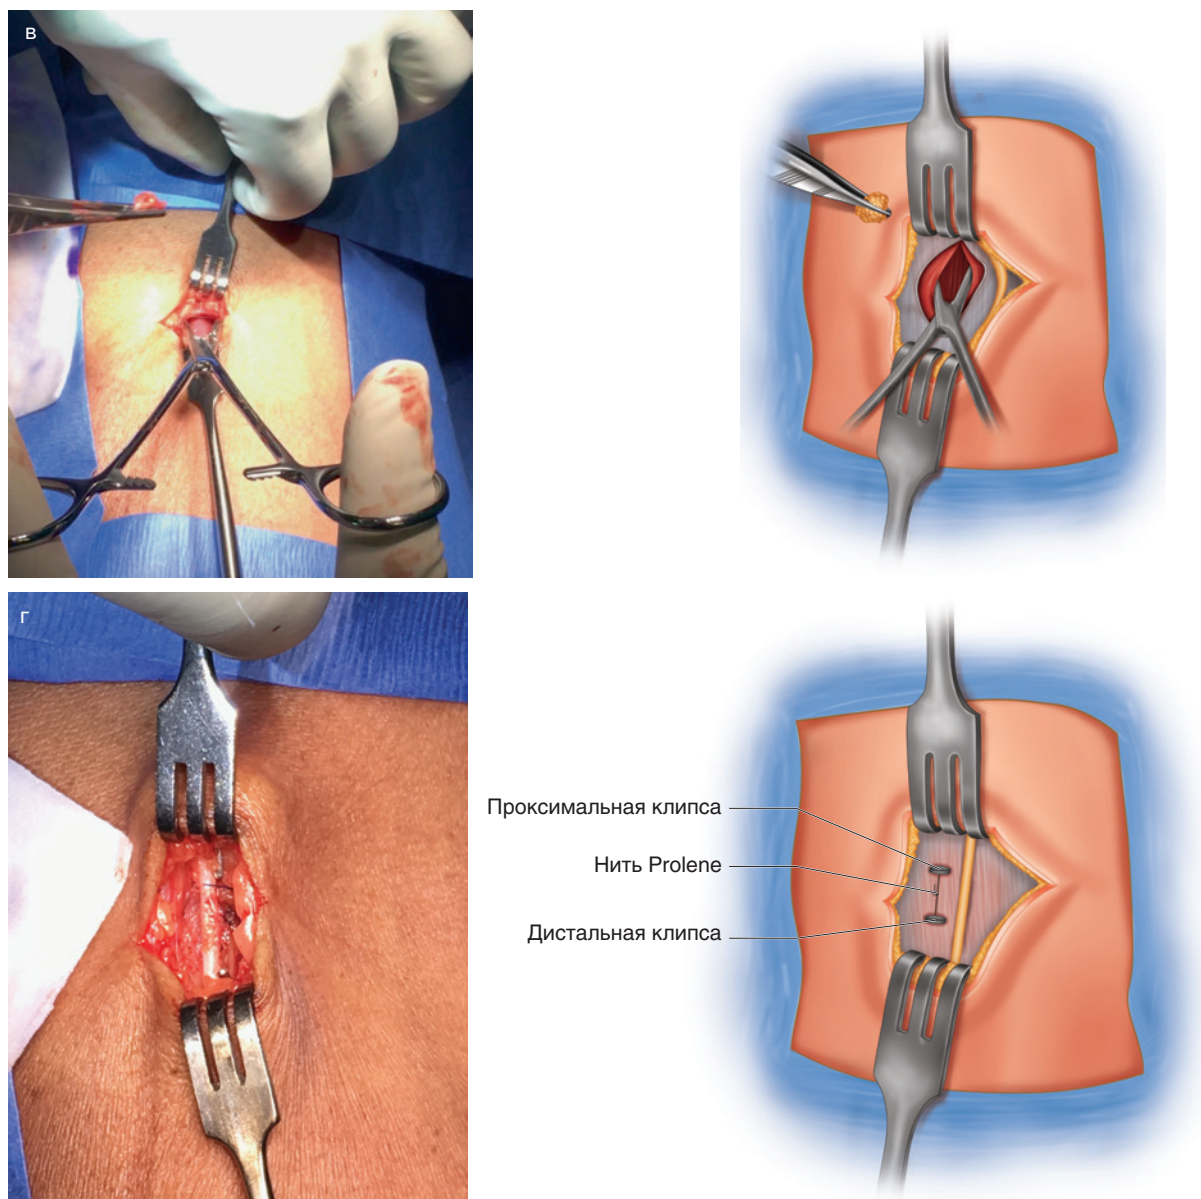 в
г
Проксимальная клипса
Нить Prolene
Дистальная клипса